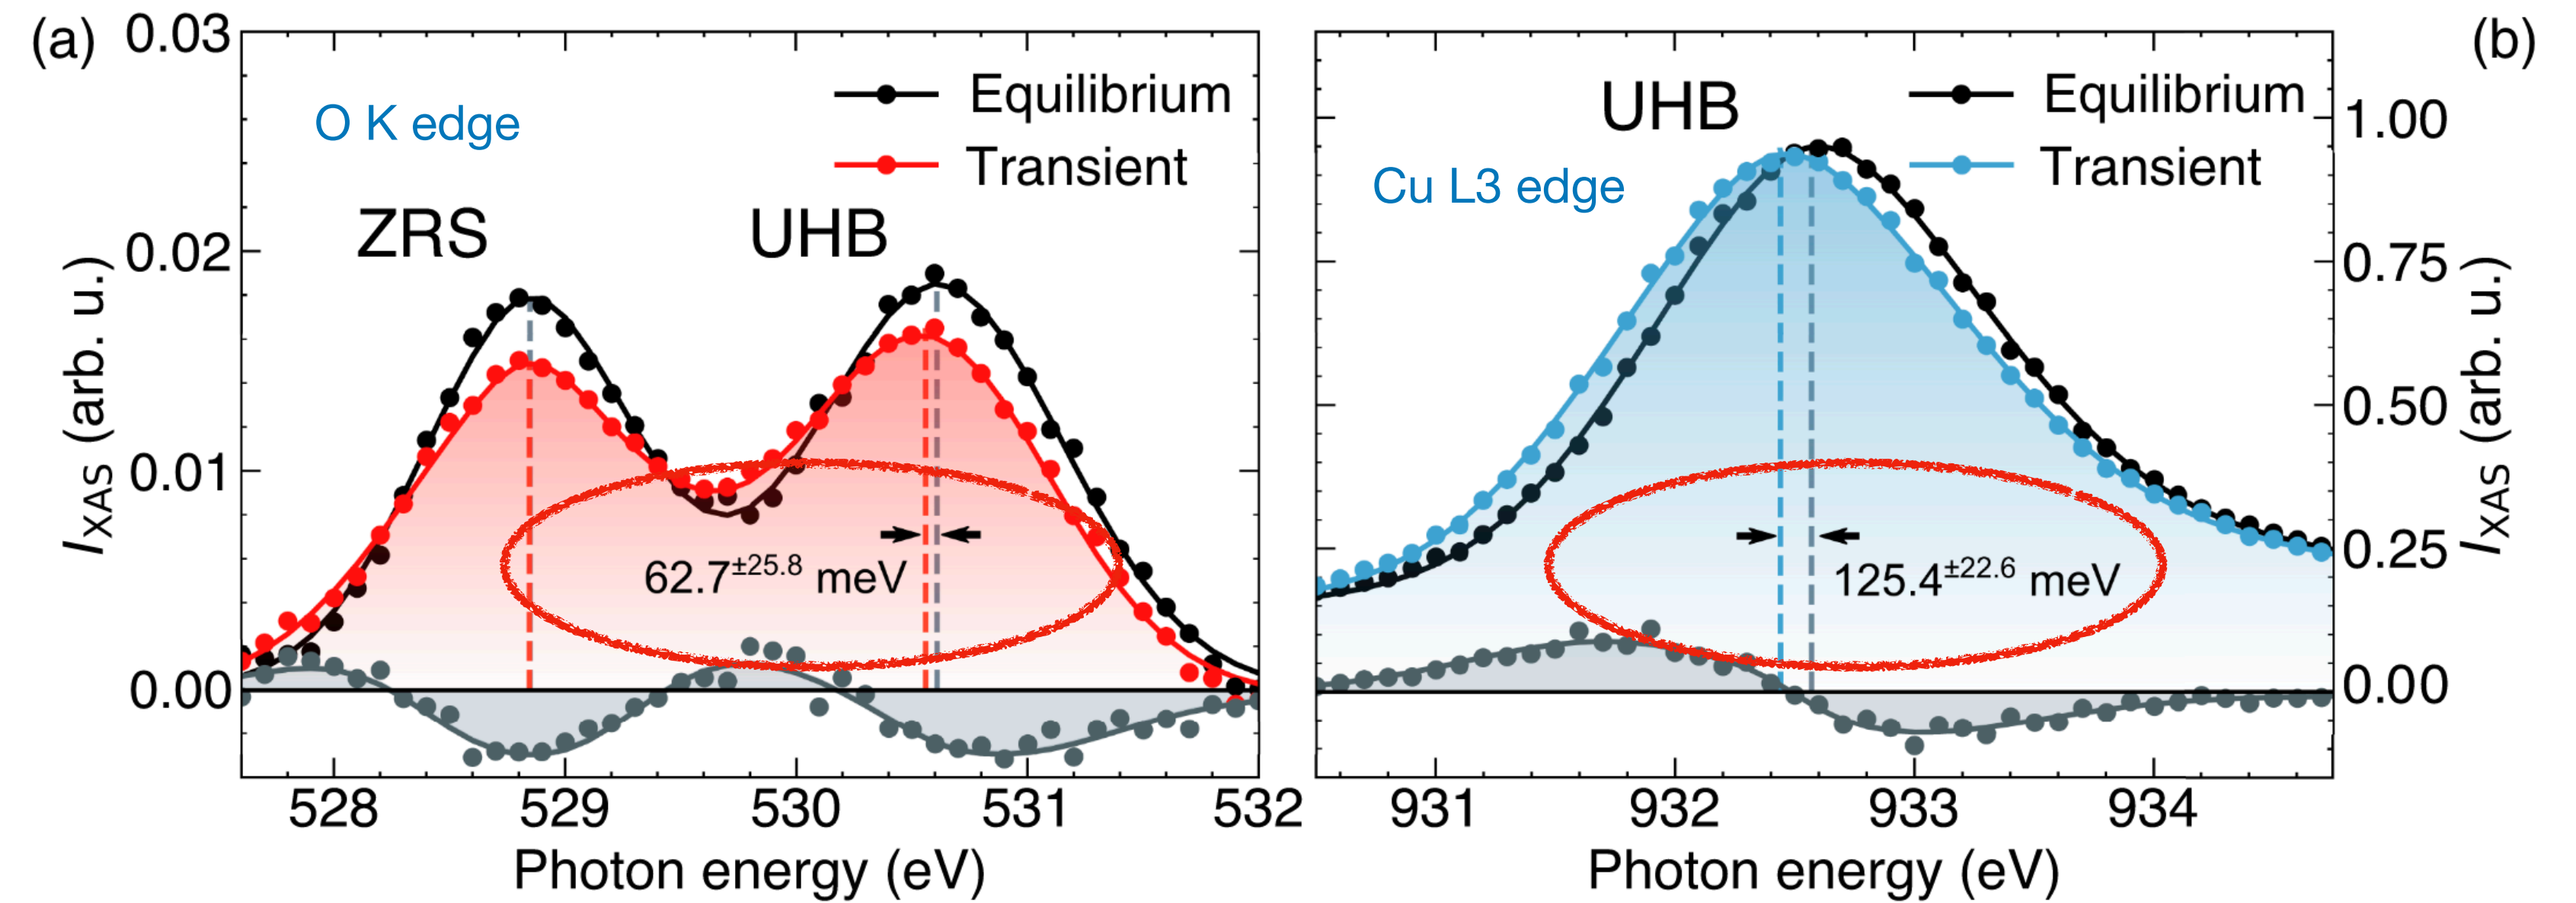 (a)
0.03
0.02
0.01
0.00
I XAS (arb. u.)
O K edge
Equilibrium
Transient
ZRS
UHB
62.7±25.8 meV
528 529 530 531 532
Photon energy (eV)
(b)
UHB
Equilibrium
Transient
Cu L3 edge
125.4±22.6 meV
1.00
0.75
0.50
0.25
0.00
I XAS (arb. u.)
931 932 933 934
Photon energy (eV)